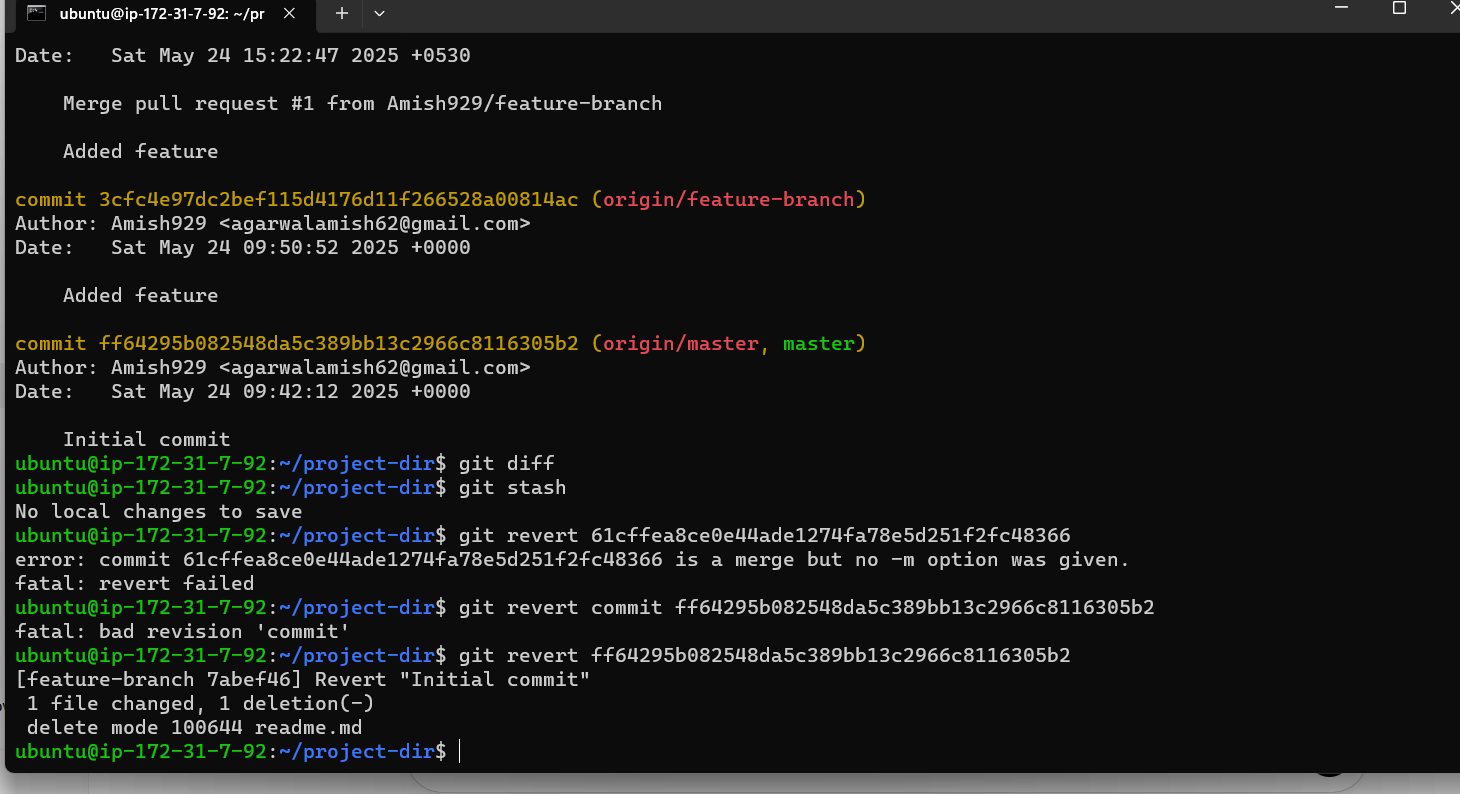 ubuntu@ip-172-31-7-92: ~/pr
Date:   Sat May 24 15:22:47 2025 +0530
    Merge pull request #1 from Amish929/feature-branch
    Added feature
commit 3cfc4e97dc2bef115d4176d11f266528a00814ac (origin/feature-branch)
Author: Amish929 <agarwalamish62@gmail.com>
Date:   Sat May 24 09:50:52 2025 +0000
    Added feature
commit ff64295b082548da5c389bb13c2966c8116305b2 (origin/master, master)
Author: Amish929 <agarwalamish62@gmail.com>
Date:   Sat May 24 09:42:12 2025 +0000
    Initial commit
ubuntu@ip-172-31-7-92:~/project-dir$ git diff
ubuntu@ip-172-31-7-92:~/project-dir$ git stash
No local changes to save
ubuntu@ip-172-31-7-92:~/project-dir$ git revert 61cffea8ce0e44ade1274fa78e5d251f2fc48366
error: commit 61cffea8ce0e44ade1274fa78e5d251f2fc48366 is a merge but no -m option was given.
fatal: revert failed
ubuntu@ip-172-31-7-92:~/project-dir$ git revert commit ff64295b082548da5c389bb13c2966c8116305b2
fatal: bad revision 'commit'
ubuntu@ip-172-31-7-92:~/project-dir$ git revert ff64295b082548da5c389bb13c2966c8116305b2
[feature-branch 7abef46] Revert "Initial commit"
 1 file changed, 1 deletion(-)
 delete mode 100644 readme.md
ubuntu@ip-172-31-7-92:~/project-dir$